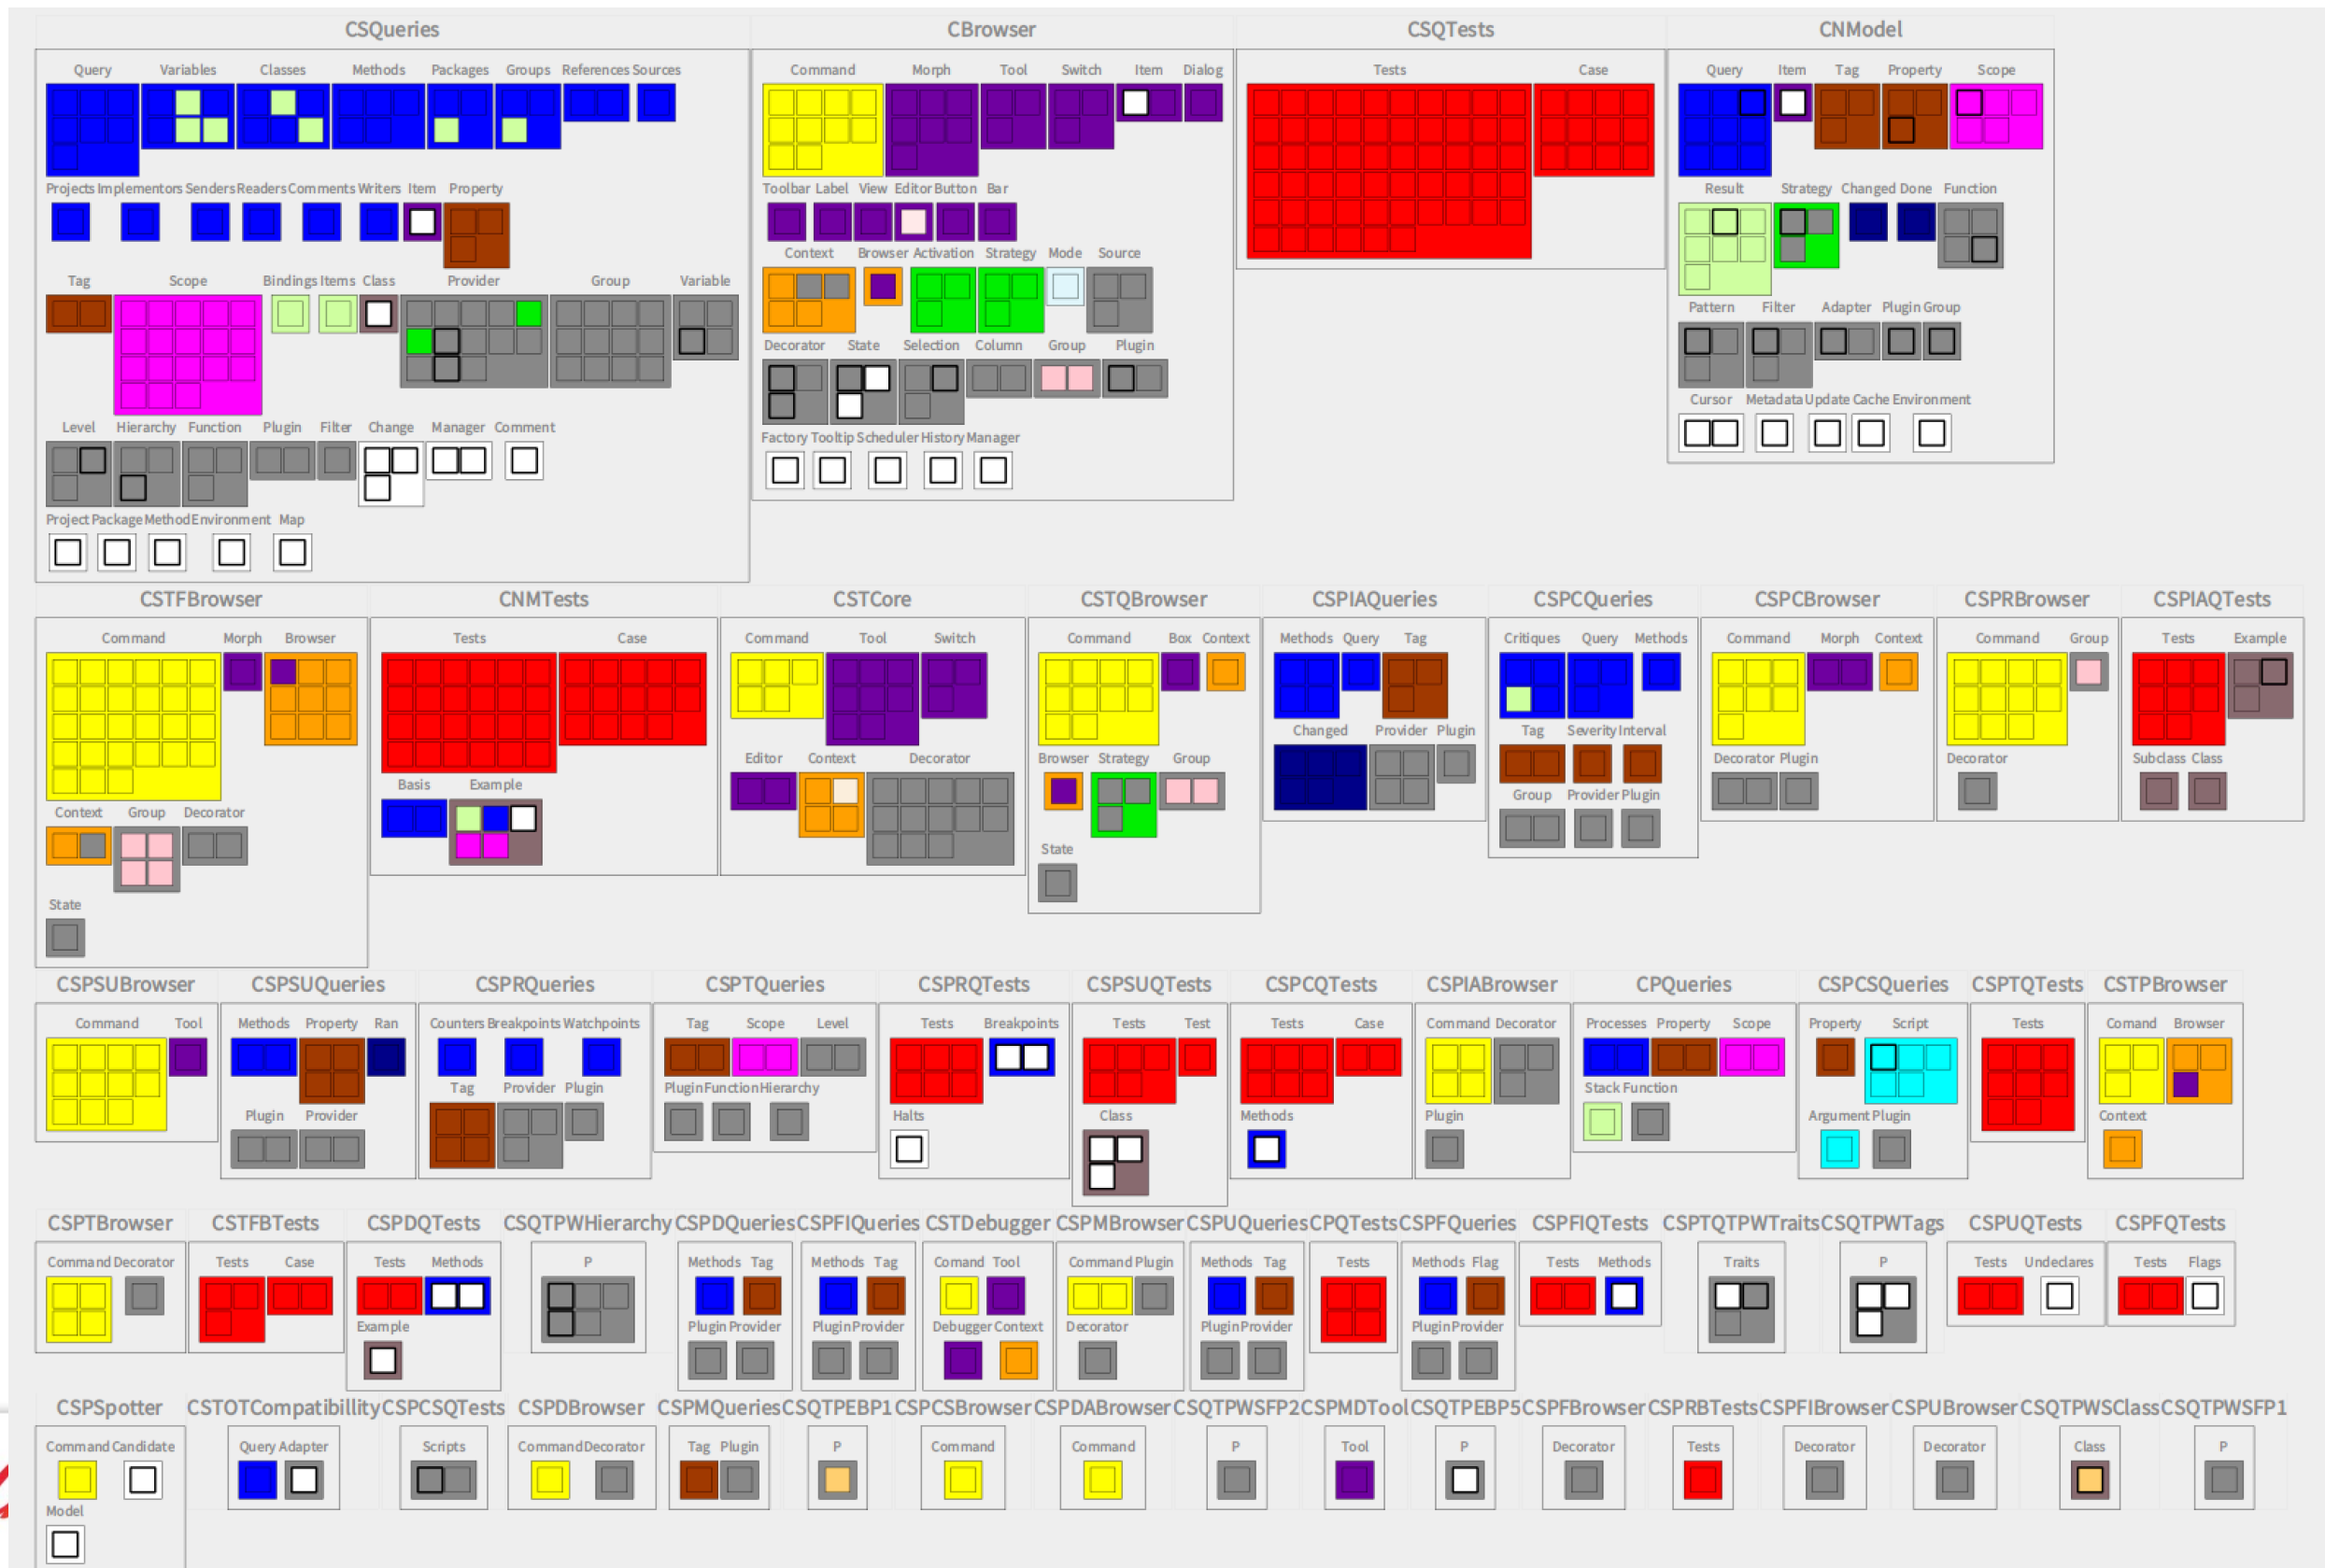 CSQueries CBrowser CSQTests CNModel
Query Variables Classes Methods Packages Groups References Sources Command Morph Tool Switch Item Dialog Tests Case Query Item Tag Property Scope
Projects Implementors Senders Readers Comments Writers Item Property Toolbar Label View Editor Button Bar Result Strategy Changed Done Function
Context Browser Activation Strategy Mode Source
Tag Scope Bindings Items Class Provider Group Variable
Pattern Filter Adapter Plugin Group
Decorator State Selection Column Group Plugin
Cursor Metadata Update Cache Environment
Level Hierarchy Function Plugin Filter Change Manager Comment
Factory Tooltip Scheduler History Manager
Project Package Method Environment Map
CSTFBrowser CNMTests CSTCore CSTQBrowser CSPIAQueries CSPCQueries CSPCBrowser CSPRBrowser CSPIAQTests
Command Morph Browser Tests Case Command Tool Switch Command Box Context Methods Query Tag Critiques Query Methods Command Morph Context Command Group Tests Example
Changed Provider Plugin Tag Severity Interval
Editor Context Decorator Browser Strategy Group Decorator Plugin Decorator Subclass Class
Basis Example
Group Provider Plugin
Context Group Decorator
State
State
CSPSUBrowser CSPSUQueries CSPRQueries CSPTQueries CSPRQTests CSPSUQTests CSPCQTests CSPIABrowser CPQueries CSPCSQueries CSPTQTests CSTPBrowser
Command Tool Methods Property Ran Counters Breakpoints Watchpoints Tag Scope Level Tests Breakpoints Tests Test Tests Case Command Decorator Processes Property Scope Property Script Tests Comand Browser
Tag Provider Plugin Plugin Function Hierarchy Stack Function
Plugin Provider Halts Class Methods Plugin Argument Plugin Context
CSPTBrowser CSTFBTests CSPDQTests CSQTPWHierarchy CSPDQueries CSPFIQueries CSTDebugger CSPMBrowser CSPUQueries CPQTests CSPFQueries CSPFIQTests CSPTQTPWTraits CSQTPWTags CSPUQTests CSPFQTests
Command Decorator Tests Case Tests Methods P Methods Tag Methods Tag Comand Tool Command Plugin Methods Tag Tests Methods Flag Tests Methods Traits P Tests Undeclares Tests Flags
Example Plugin Provider Plugin Provider Debugger Context Decorator Plugin Provider Plugin Provider
CSPSpotter CSTOTCompatibillity CSPCSQTests CSPDBrowser CSPMQueries CSQTPEBP1 CSPCSBrowser CSPDABrowser CSQTPWSFP2 CSPMDTool CSQTPEBP5 CSPFBrowser CSPRBTests CSPFIBrowser CSPUBrowser CSQTPWSClass CSQTPWSFP1
Command Candidate Query Adapter Scripts Command Decorator Tag Plugin P Command Command P Tool P Decorator Tests Decorator Decorator Class P
Model